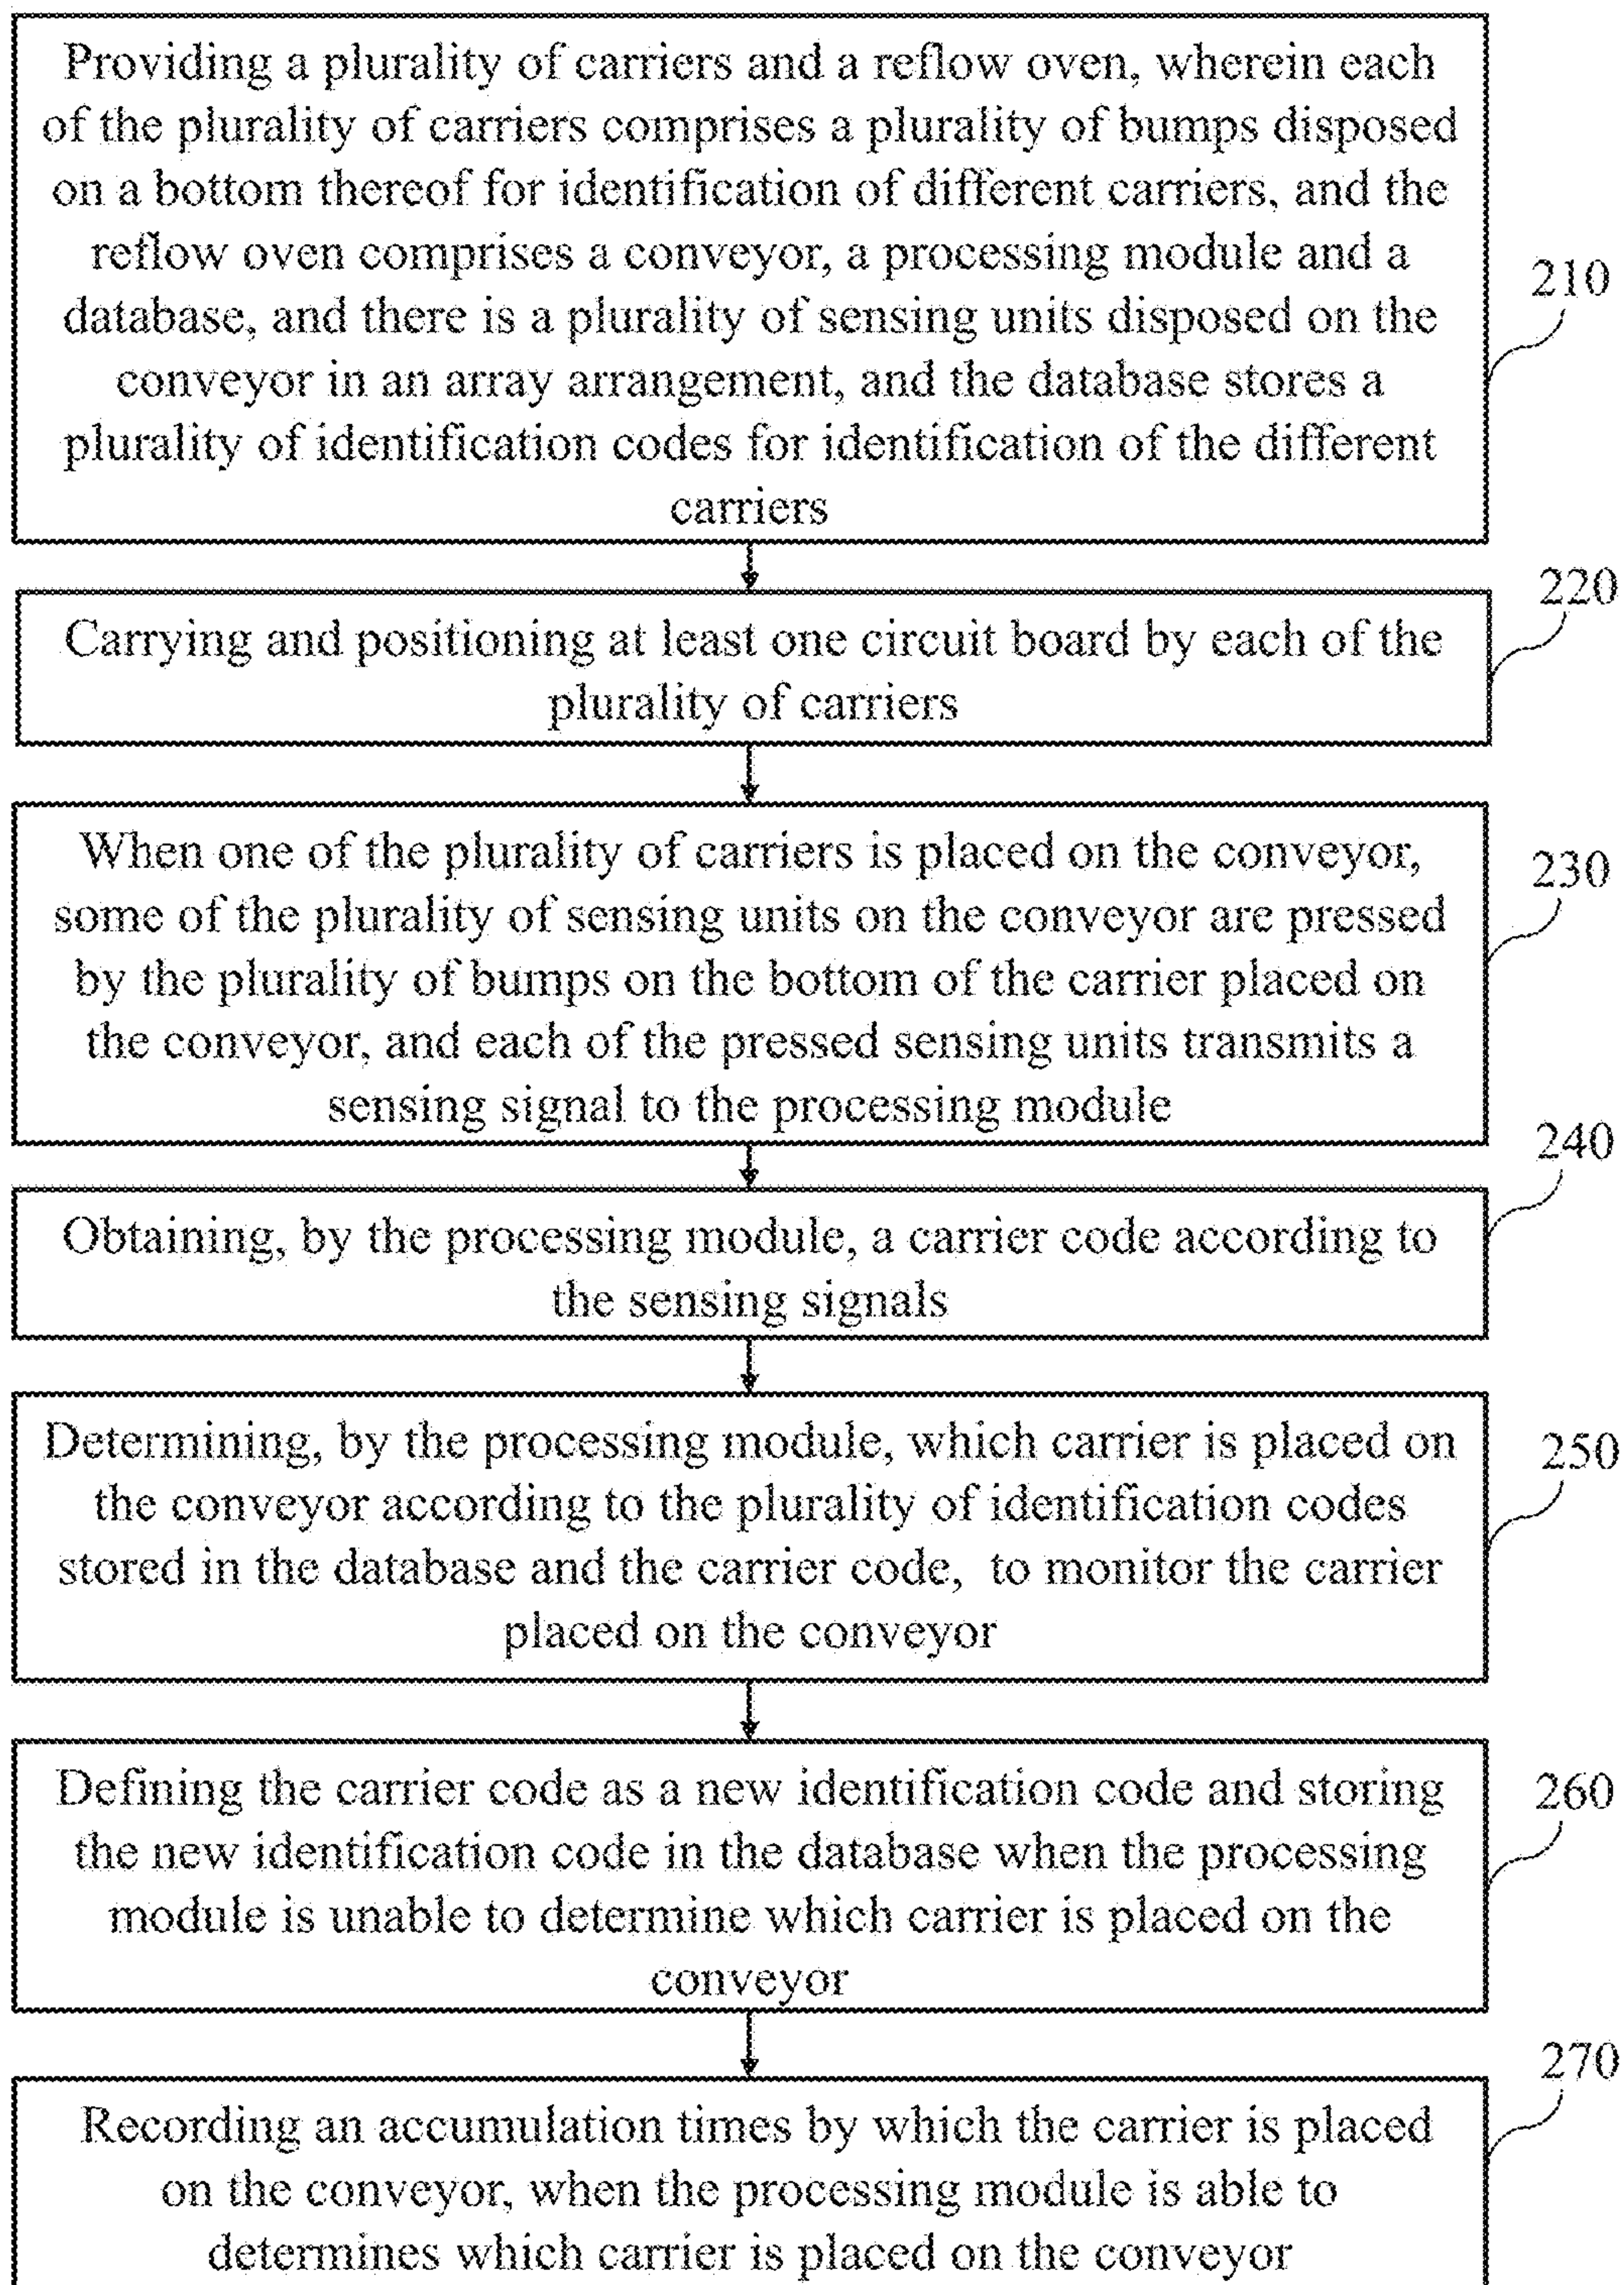 Providing a plurality of carriers and a reflow oven, wherein each
of the plurality of carriers comprises a plurality of bumps disposed
on a bottom thereof for identification of different carriers, and the
reflow oven comprises a conveyor, a processing module and a
database, and there is a plurality of sensing units disposed on the
conveyor in an array arrangement, and the database stores a
plurality of identification codes for identification of the different
carriers
210
220
Carrying and positioning at least one circuit board by each of the
plurality of carriers
When one of the plurality of carriers is placed on the conveyor,
some of the plurality of sensing units on the conveyor are pressed
by the plurality of bumps on the bottom of the carrier placed on
the conveyor, and each of the pressed sensing units transmits a
sensing signal to the processing module
230
240
Obtaining, by the processing module, a carrier code according to
the sensing signals
Determining, by the processing module, which carrier is placed on
the conveyor according to the plurality of identification codes
stored in the database and the carrier code, to monitor the carrier
placed on the conveyor
250
Defining the carrier code as a new identification code and storing
the new identification code in the database when the processing
module is unable to determine which carrier is placed on the
conveyor
260
270
Recording an accumulation times by which the carrier is placed
on the conveyor, when the processing module is able to
determines which carrier is placed on the conveyor